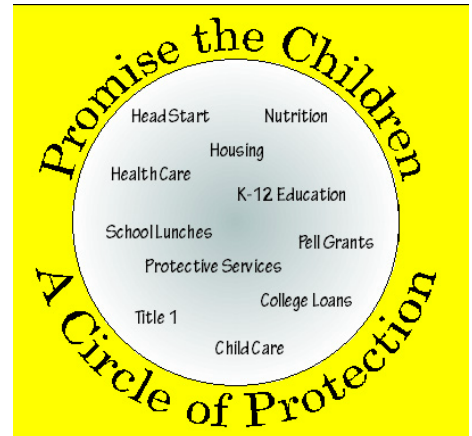 Promise the Children
Head Start
Nutrition
Housing
Health Care
K-12 Education
School Lunches
Pell Grants
Protective Services
College Loans
Title 1
Child Care
A Circle of Protection